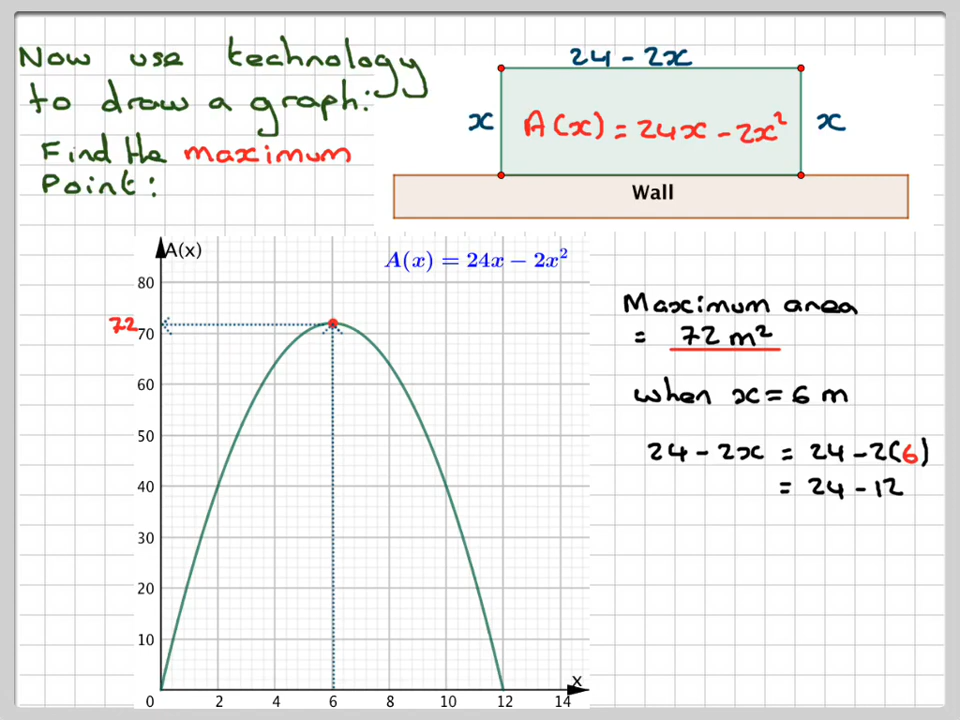 Now use technology
to draw a graph.
Find the maximum
Point:
24 - 2x
x
A(x) = 24x - 2x²
x
Wall
A(x)
A(x) = 24x − 2x²
80
72
70
60
50
40
30
20
10
0
2
4
6
8
10
12
14
x
Maximum area
= 72 m²
when x = 6 m
24 - 2x = 24 - 2(6)
= 24 - 12